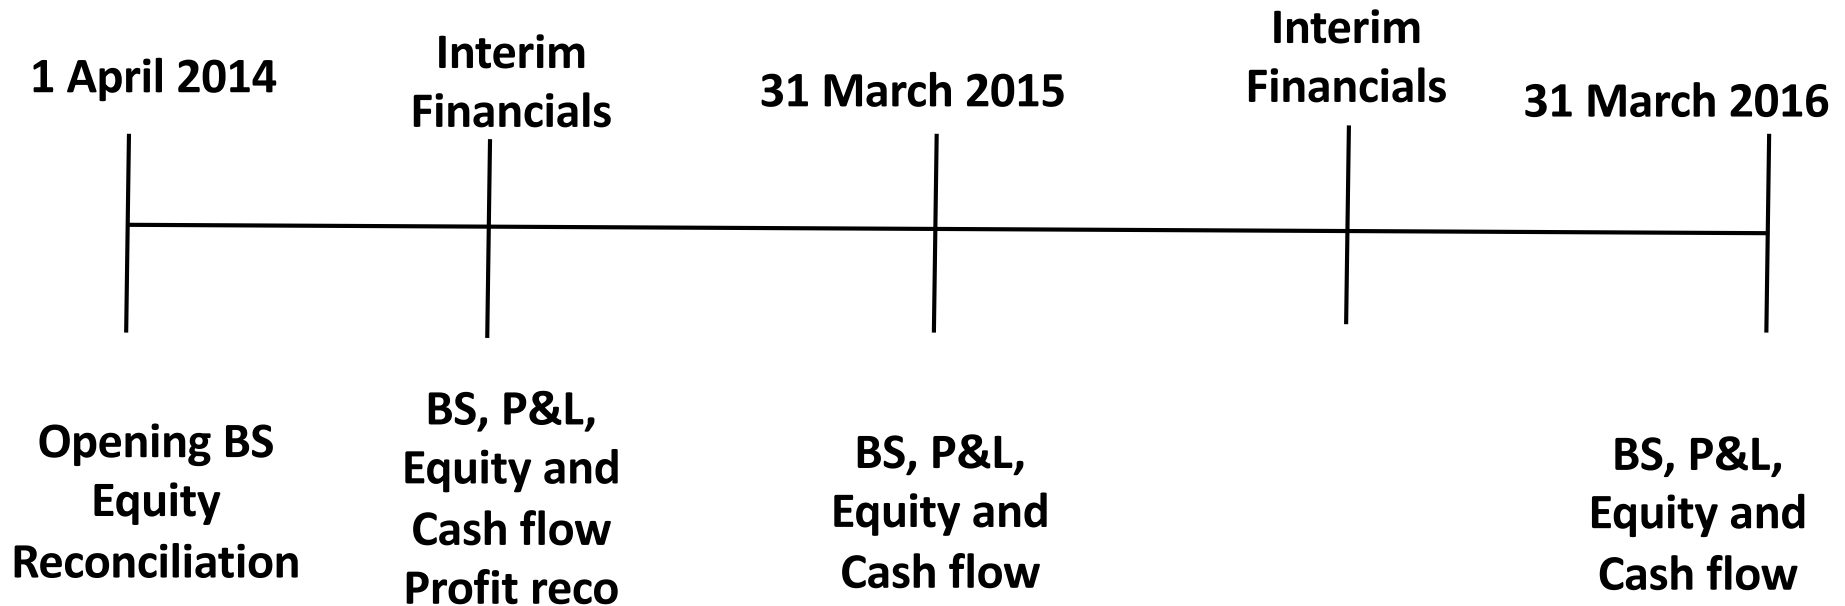 1 April 2014
Interim
Financials
31 March 2015
Interim
Financials
31 March 2016
Opening BS
Equity
Reconciliation
BS, P&L,
Equity and
Cash flow
Profit reco
BS, P&L,
Equity and
Cash flow
BS, P&L,
Equity and
Cash flow